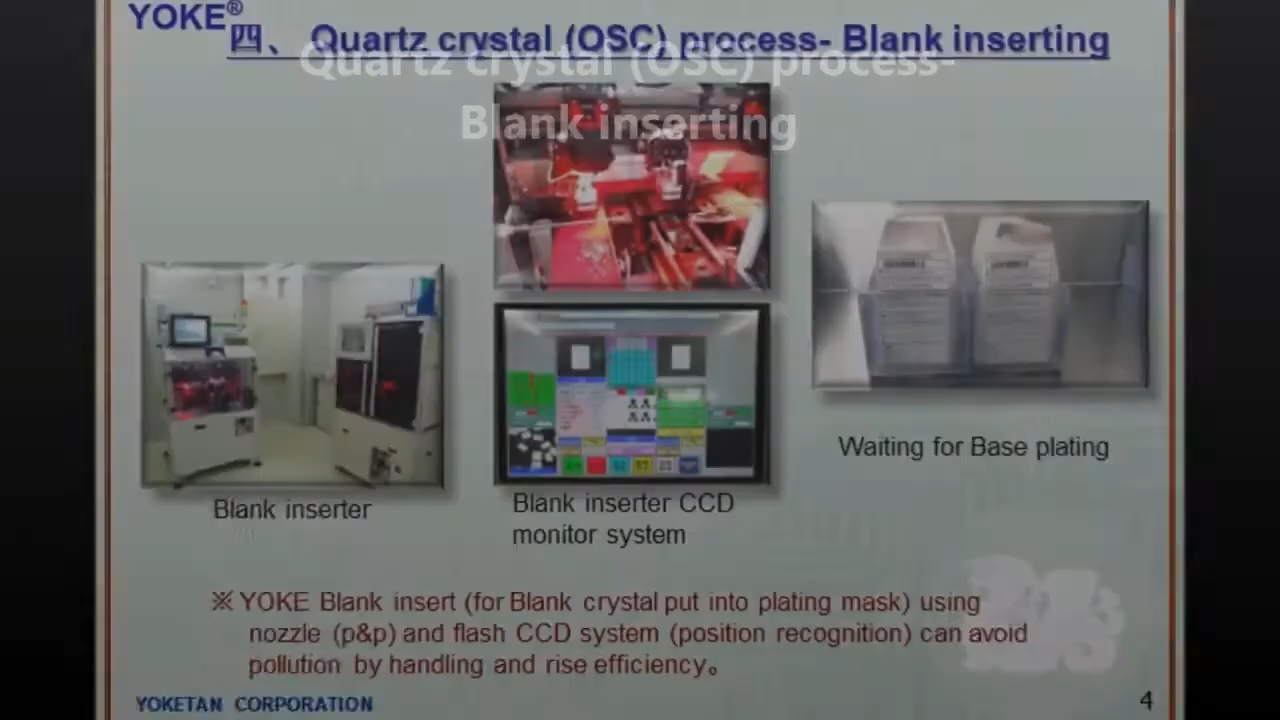 YOKE®
四、 Quartz crystal (OSC) process- Blank inserting
Quartz crystal (OSC) process-
Blank inserting
Blank inserter
Blank inserter CCD
monitor system
Waiting for Base plating
※ YOKE Blank insert (for Blank crystal put into plating mask) using
nozzle (p&p) and flash CCD system (position recognition) can avoid
pollution by handling and rise efficiency。
YOKETAN CORPORATION
4